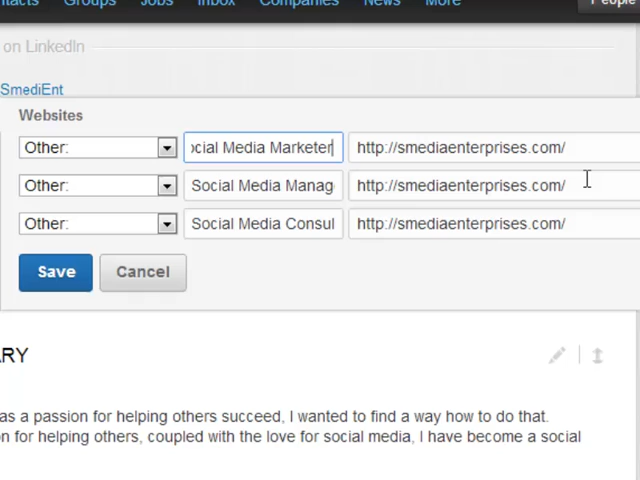 Groups Jobs Inbox Companies News More People
on LinkedIn
SmediEnt
Websites
Other: ocial Media Marketer http://smediaenterprises.com/
Other: Social Media Manag http://smediaenterprises.com/
Other: Social Media Consul http://smediaenterprises.com/
Save Cancel
ARY
as a passion for helping others succeed, I wanted to find a way how to do that.
on for helping others, coupled with the love for social media, I have become a social